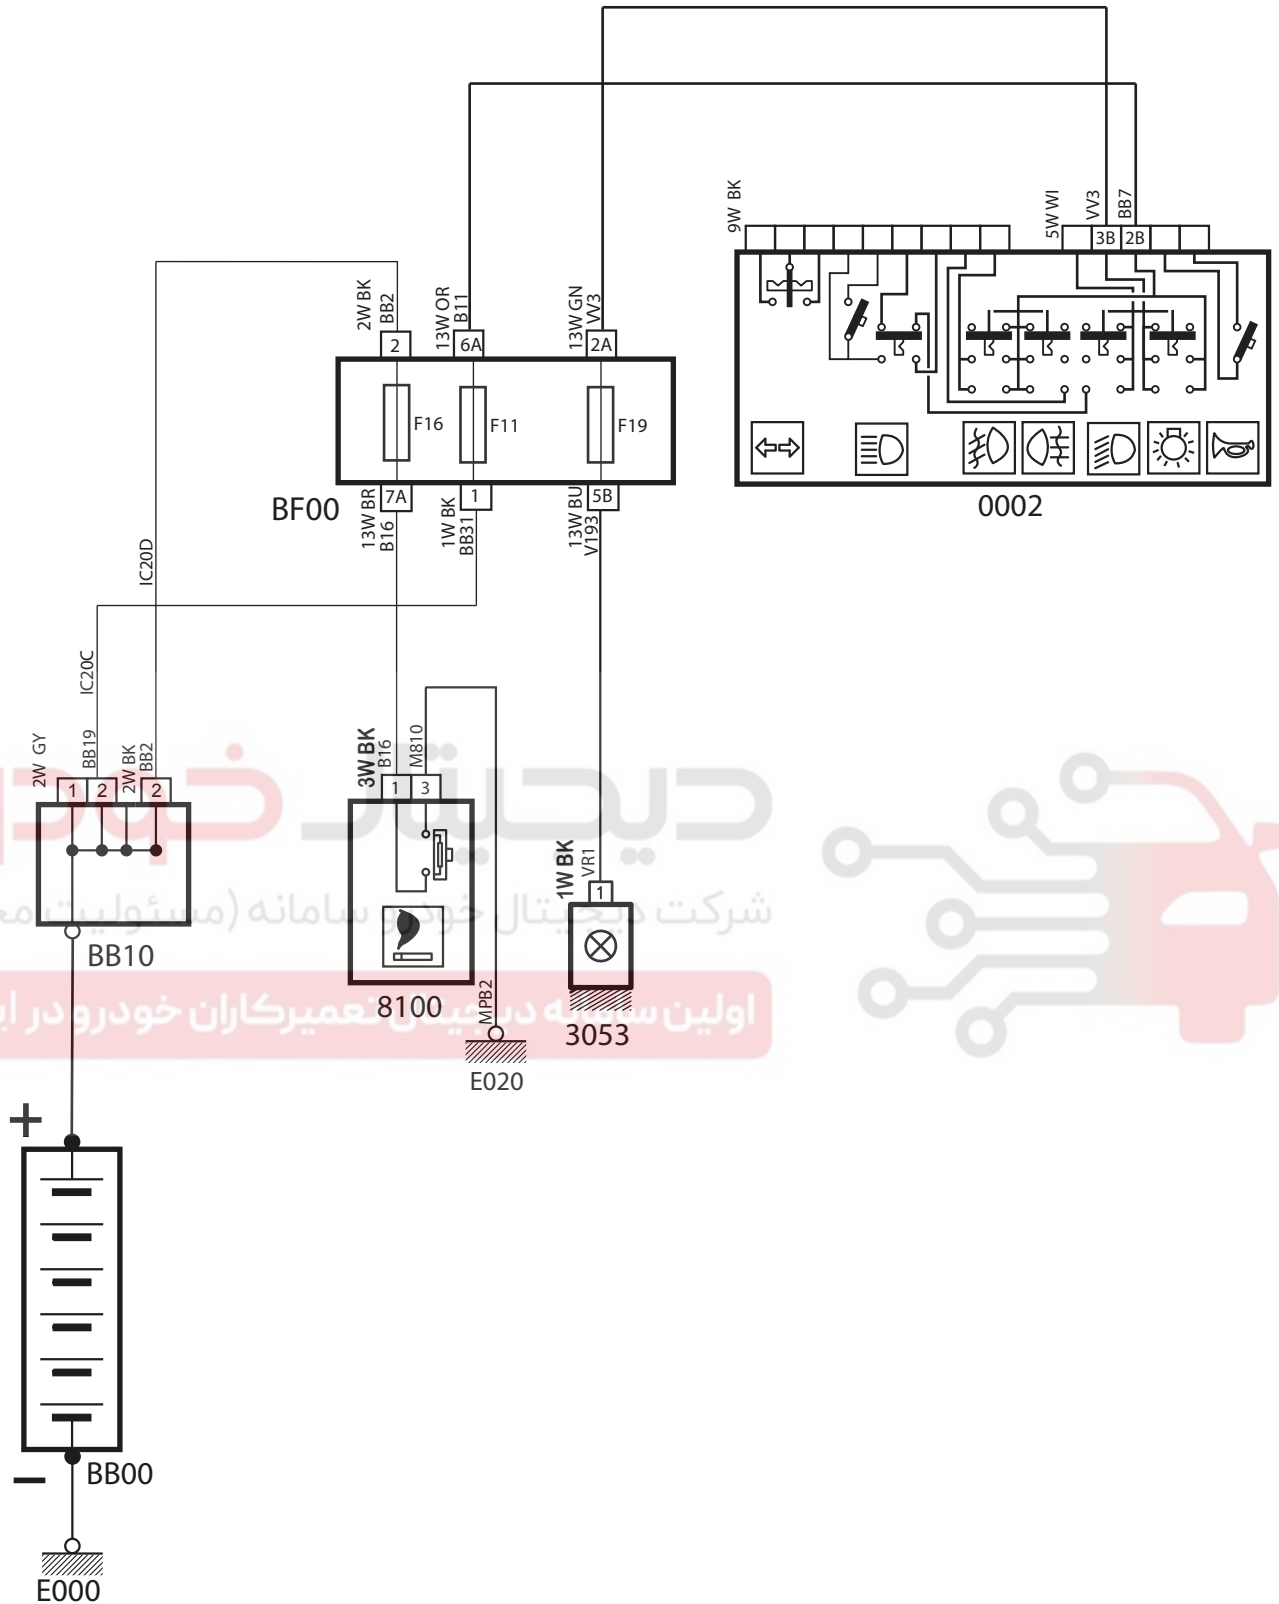 9W BK
5W WI
VV3
BB7
3B
2B
2W BK
BB2
13W OR
B11
13W GN
VV3
2
6A
2A
F16
F11
F19
BF00
7A
1
5B
13W BR
B16
1W BK
BB31
13W BU
V193
0002
IC20D
IC20C
2W GY
BB19
2W BK
BB2
1
2
2
3W BK
B16
M810
1
3
دیجیتال خودرو
1W BK
VR1
1
شرکت دیجیتال خودرو سامانه (مسئولیت مح
BB10
8100
MPB2
اولین سامانه دیجیتال تعمیرکاران خودرو در ایر
3053
E020
+
−
BB00
E000